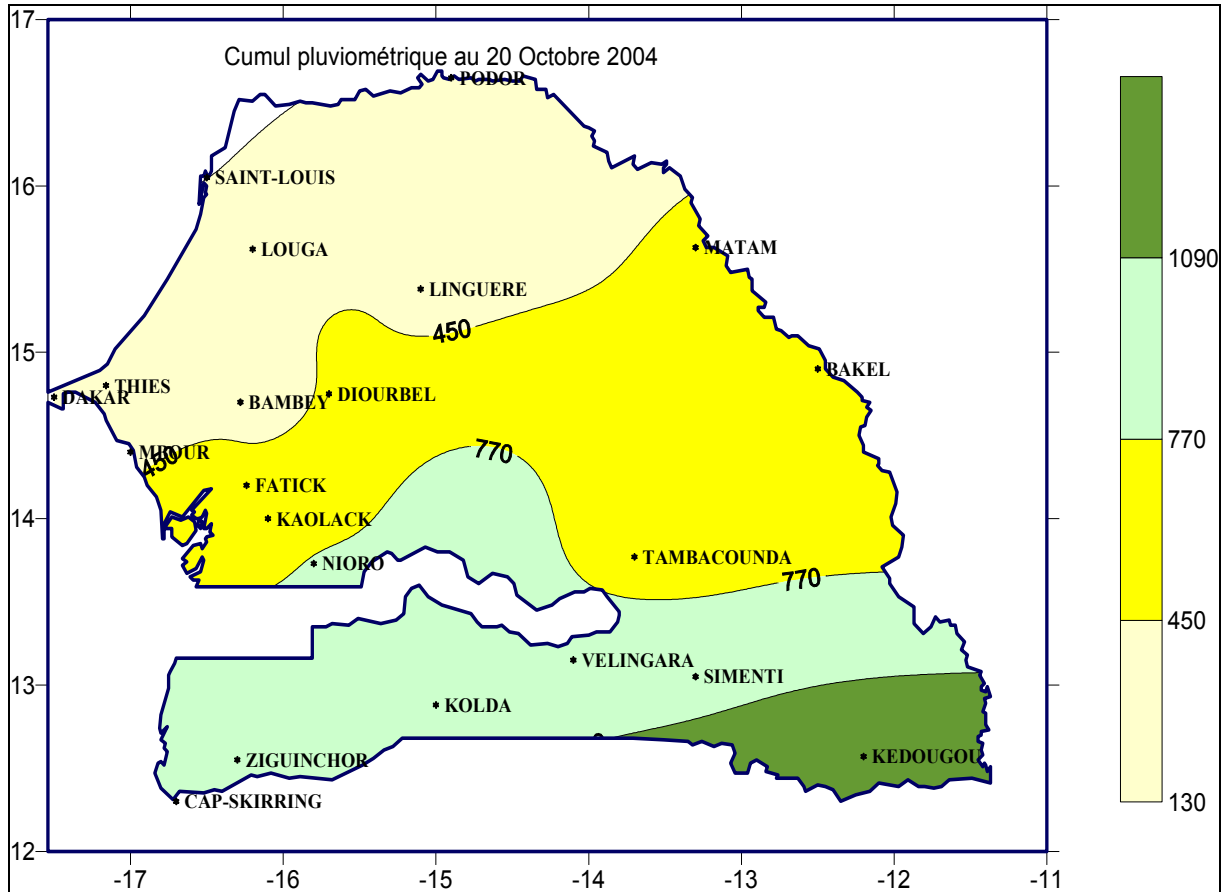 17
Cumul pluviométrique au 20 Octobre 2004
PODOR
16
SAINT-LOUIS
LOUGA
MATAM
LINGUERE
1090
450
15
BAKEL
THIES
DAKAR
BAMBEY
DIOURBEL
770
770
MBOUR
450
FATICK
14
KAOLACK
NIORO
TAMBACOUNDA
770
450
VELINGARA
SIMENTI
13
KOLDA
ZIGUINCHOR
KEDOUGOU
CAP-SKIRRING
130
12
-17
-16
-15
-14
-13
-12
-11